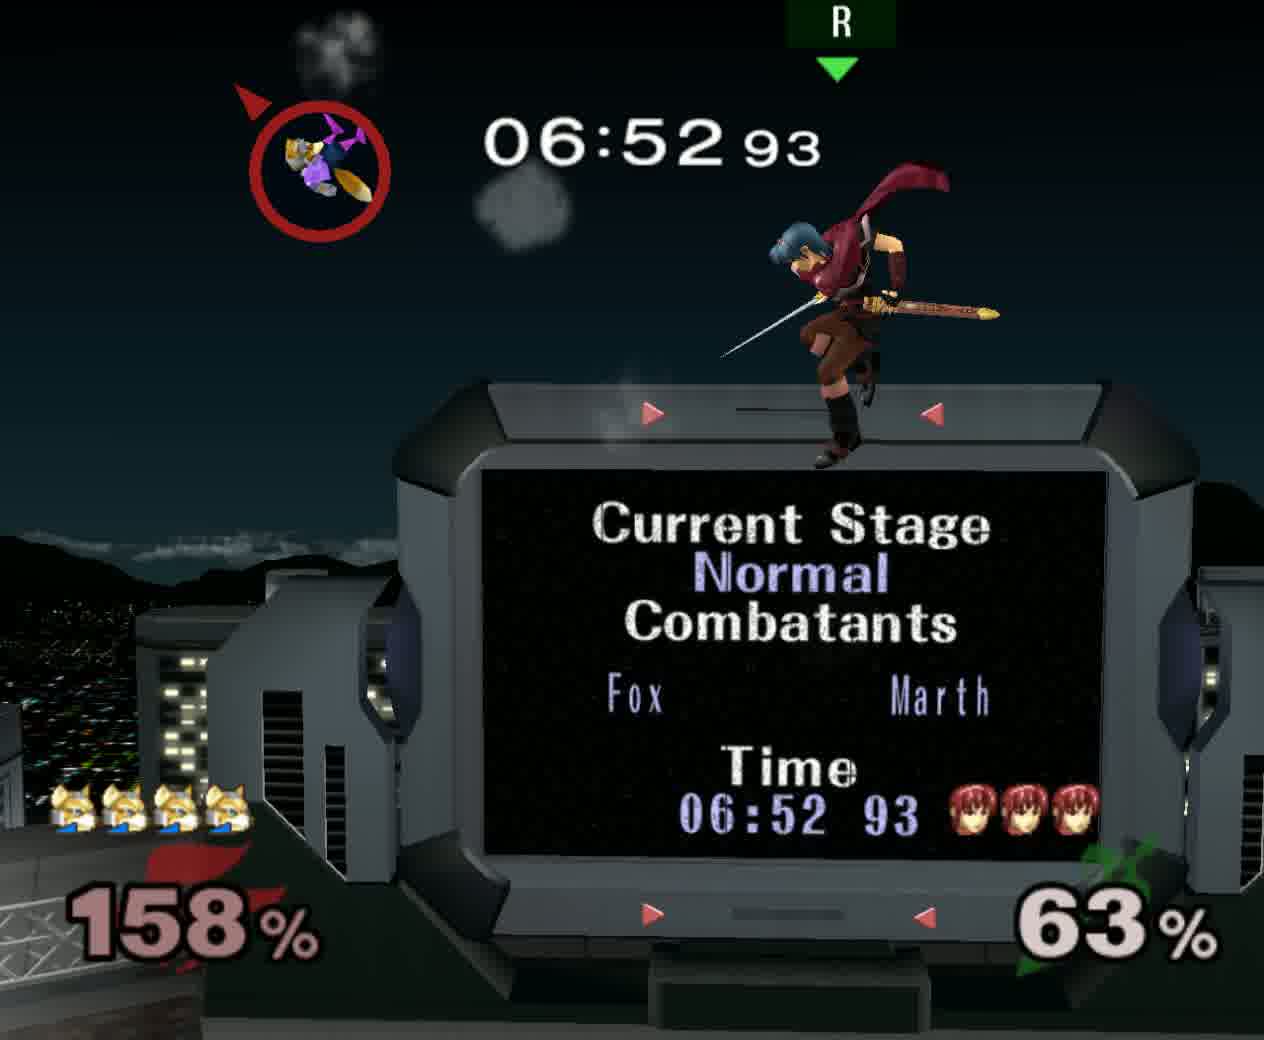 R
06:52 93
Current Stage
Normal
Combatants
Fox Marth
Time
06:52 93
158%
63%